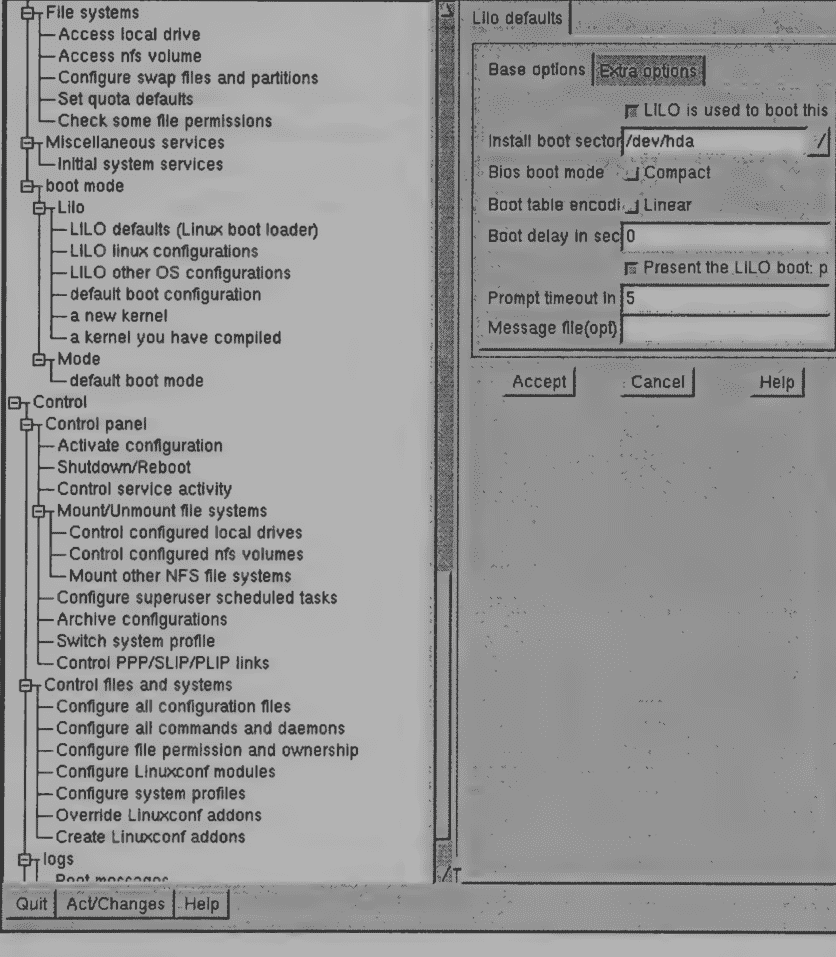 File systems
Access local drive
Access nfs volume
Configure swap files and partitions
Set quota defaults
Check some file permissions
Miscellaneous services
Initial system services
boot mode
Lilo
LILO defaults (Linux boot loader)
LILO linux configurations
LILO other OS configurations
default boot configuration
a new kernel
a kernel you have compiled
Mode
default boot mode
Control
Control panel
Activate configuration
Shutdown/Reboot
Control service activity
Mount/Unmount file systems
Control configured local drives
Control configured nfs volumes
Mount other NFS file systems
Configure superuser scheduled tasks
Archive configurations
Switch system profile
Control PPP/SLIP/PLIP links
Control files and systems
Configure all configuration files
Configure all commands and daemons
Configure file permission and ownership
Configure Linuxconf modules
Configure system profiles
Override Linuxconf addons
Create Linuxconf addons
logs
Quit Act/Changes Help
Lilo defaults
Base options Extra options
LILO is used to boot this
Install boot sector /dev/hda
Bios boot mode Compact
Boot table encodi Linear
Boot delay in sec 0
Present the LILO boot: p
Prompt timeout in 5
Message file(opt)
Accept Cancel Help